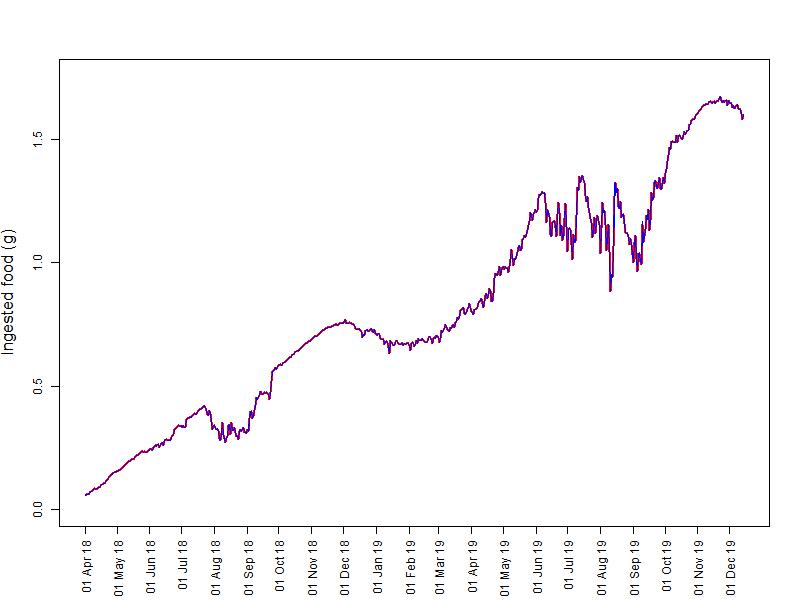 Ingested food (g)
1.5
1.0
0.5
0.0
01 Apr 18
01 May 18
01 Jun 18
01 Jul 18
01 Aug 18
01 Sep 18
01 Oct 18
01 Nov 18
01 Dec 18
01 Jan 19
01 Feb 19
01 Mar 19
01 Apr 19
01 May 19
01 Jun 19
01 Jul 19
01 Aug 19
01 Sep 19
01 Oct 19
01 Nov 19
01 Dec 19